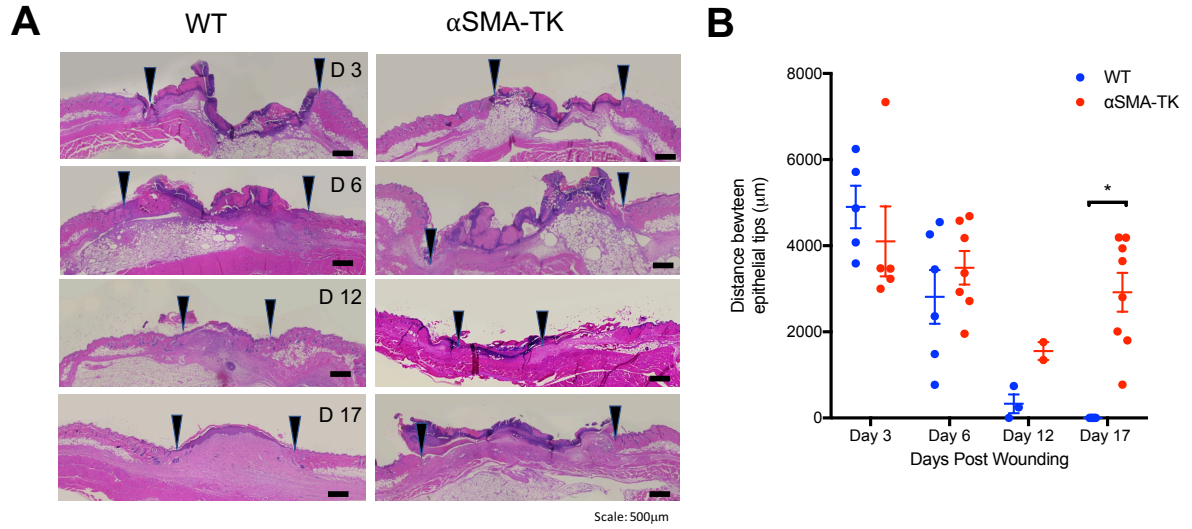 A
WT
αSMA-TK
D 3
D 6
D 12
D 17
Scale: 500μm
B
WT
αSMA-TK
*
8000
6000
4000
2000
0
Distance bewteen
epithelial tips (μm)
Day 3 Day 6 Day 12 Day 17
Days Post Wounding